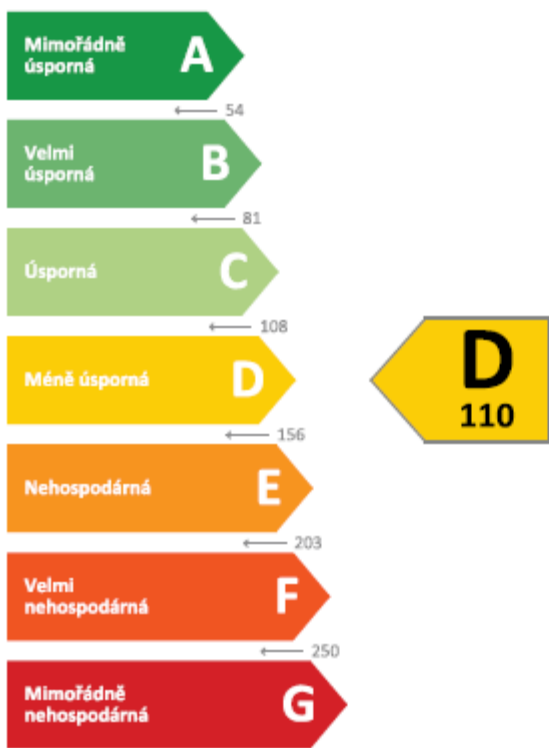 Mimořádně
úsporná
A
54
Velmi
úsporná
B
81
Úsporná
C
108
Méně úsporná
D
D
110
156
Nehospodárná
E
203
Velmi
nehospodárná
F
250
Mimořádně
nehospodárná
G